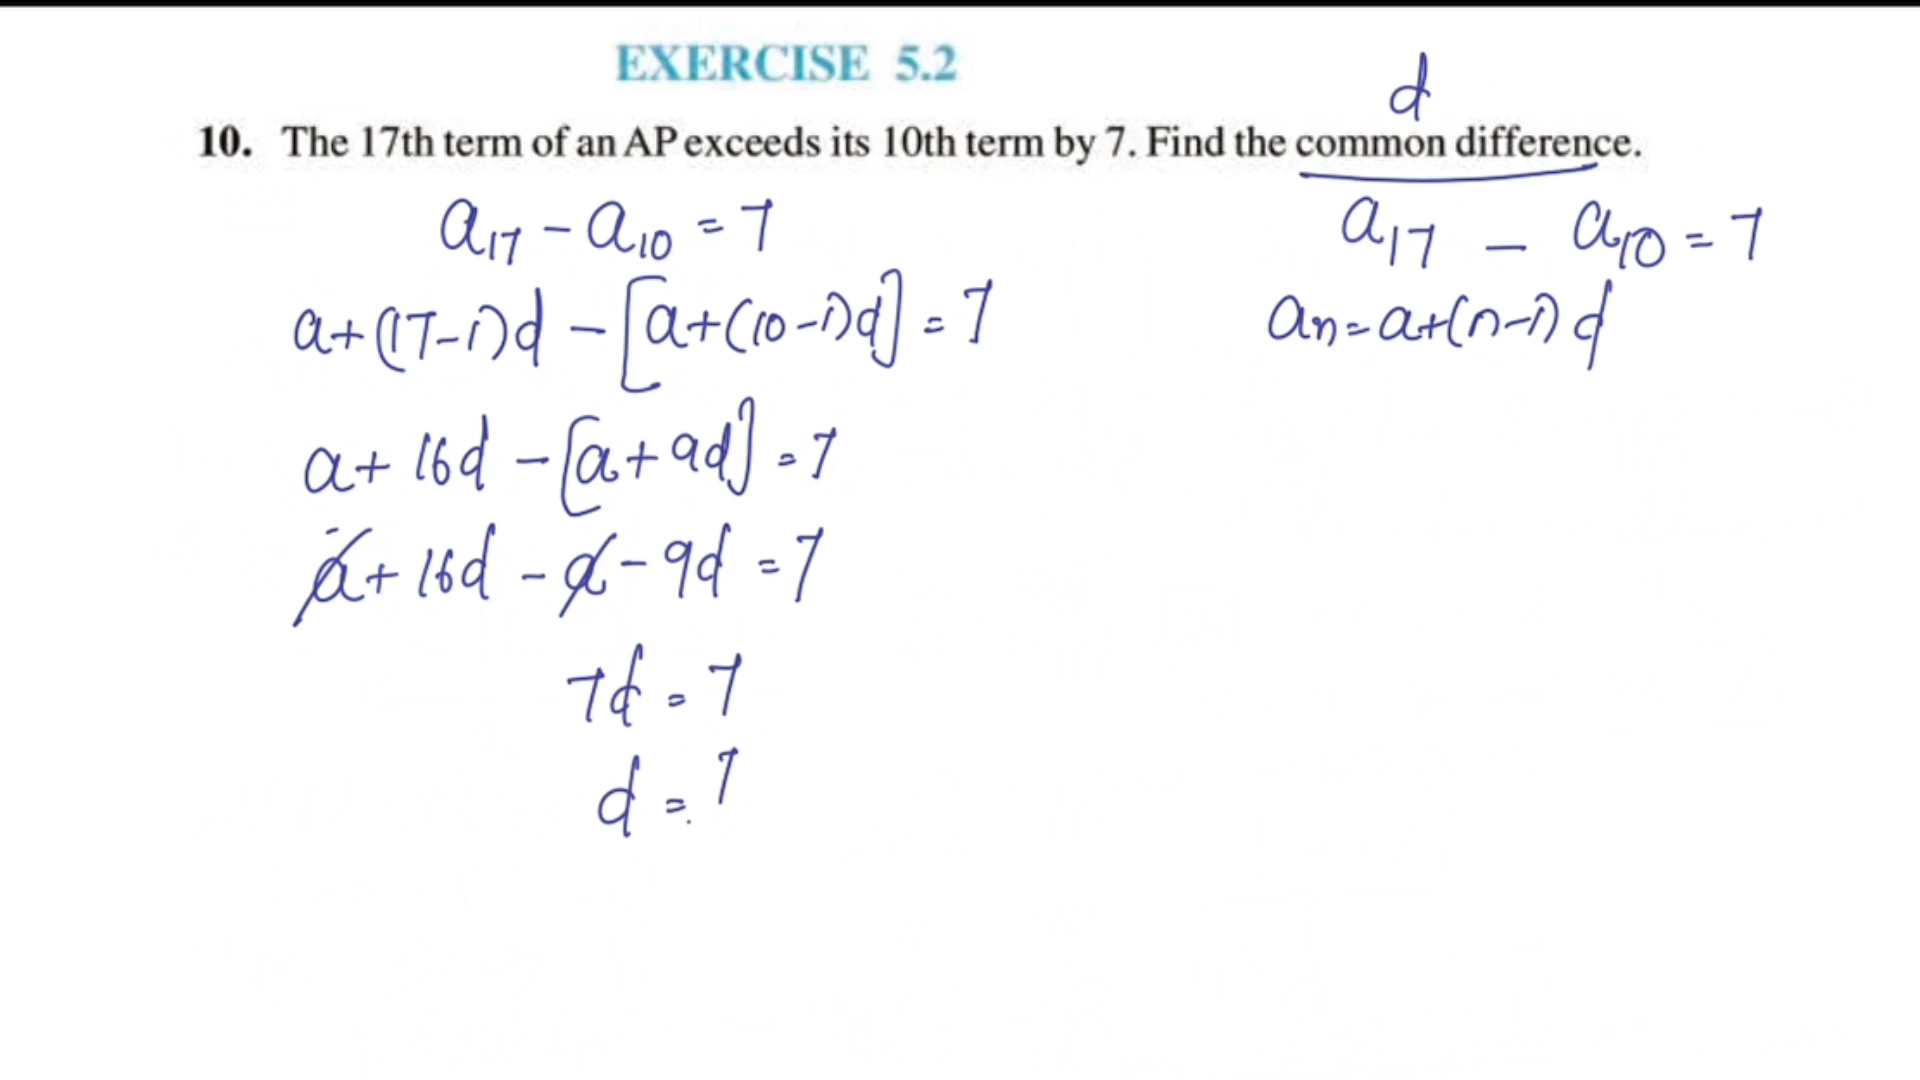 EXERCISE 5.2
d
10. The 17th term of an AP exceeds its 10th term by 7. Find the common difference.
a17 - a10 = 7
a17 - a10 = 7
a+(17-1)d - [a+(10-1)d] = 7
an = a+(n-1)d
a+ 16d - [a+9d] = 7
a+ 16d - a - 9d = 7
7d = 7
d = 7